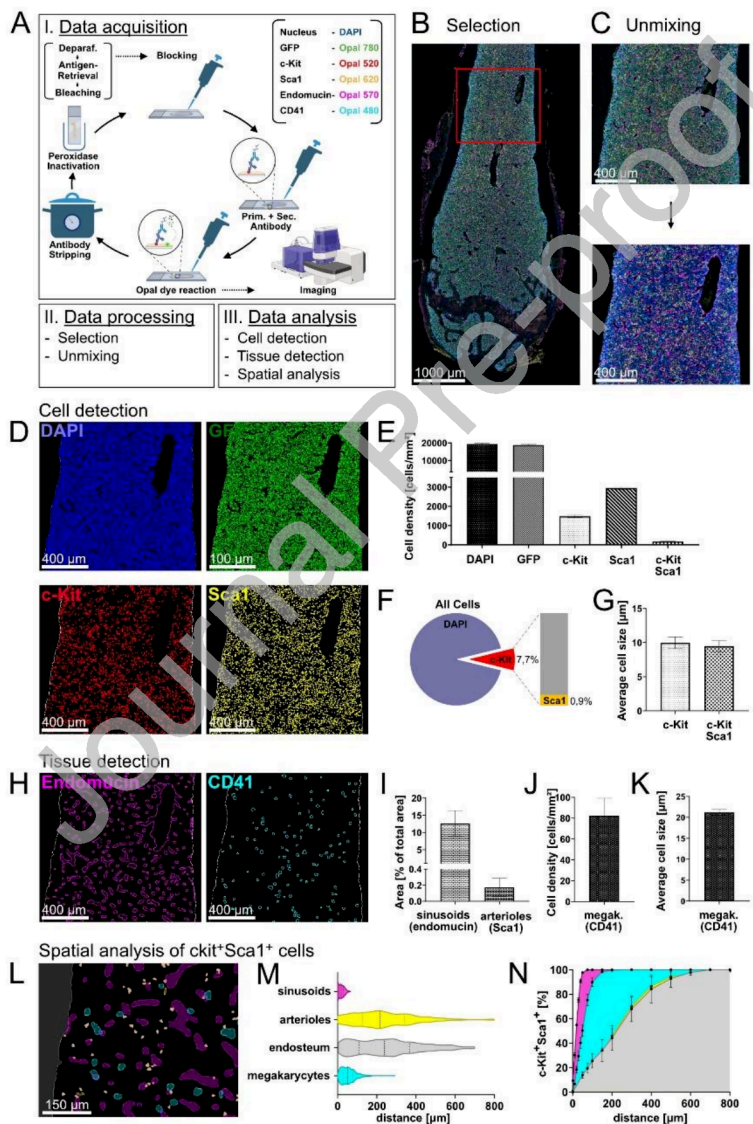 A
I. Data acquisition
Deparaf.
Antigen-
Retrieval
Bleaching
Blocking
Nucleus - DAPI
GFP - Opal 780
c-Kit - Opal 520
Sca1 - Opal 620
Endomucin- Opal 570
CD41 - Opal 480
Peroxidase
Inactivation
Prim. + Sec.
Antibody
Antibody
Stripping
Opal dye reaction
Imaging
II. Data processing
- Selection
- Unmixing
III. Data analysis
- Cell detection
- Tissue detection
- Spatial analysis
B Selection
1000 µm
C Unmixing
400 µm
400 µm
Journal Pre-proof
Cell detection
D
DAPI
400 µm
GF
100 µm
c-Kit
400 µm
Sca1
400 µm
E
Cell density [cells/mm²]
20000
10000
3000
2000
1000
0
DAPI GFP c-Kit Sca1 c-Kit
Sca1
F
All Cells
DAPI
c-Kit 7,7%
Sca1 0,9%
G
Average cell size [µm]
15
10
5
0
c-Kit c-Kit
Sca1
Tissue detection
H
Endomucin
400 µm
CD41
400 µm
I
Area [% of total area]
20
15
10
5
0.4
0.2
0.0
sinusoids arterioles
(endomucin) (Sca1)
J
Cell density [cells/mm²]
100
80
60
40
20
0
megak.
(CD41)
K
Average cell size [µm]
25
20
15
10
5
0
megak.
(CD41)
Spatial analysis of ckit⁺Sca1⁺ cells
L
150 µm
M
sinusoids
arterioles
endosteum
megakarycytes
0 200 400 600 800
distance [µm]
N
c-Kit⁺Sca1⁺ [%]
100
80
60
40
20
0
0 200 400 600 800
distance [µm]